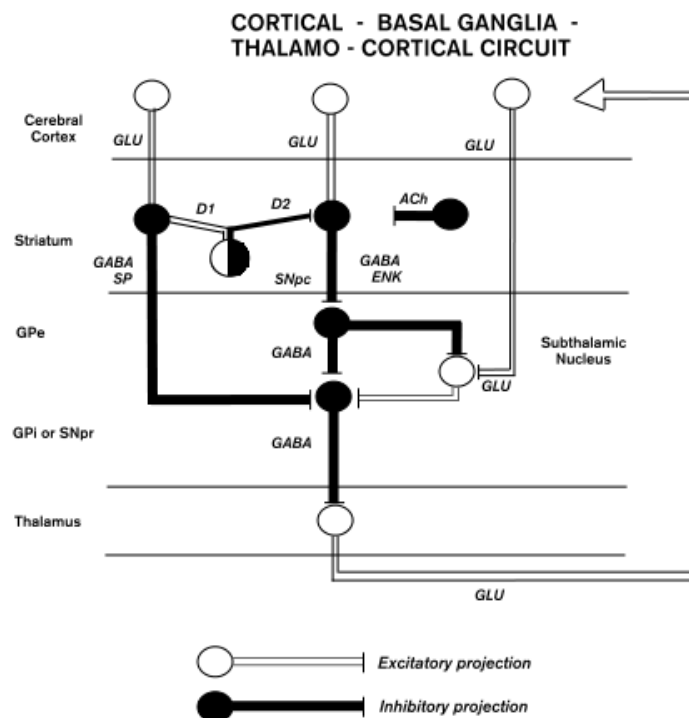 CORTICAL - BASAL GANGLIA -
THALAMO - CORTICAL CIRCUIT
Cerebral
Cortex
GLU
GLU
GLU
D1
D2
ACh
Striatum
GABA
SP
SNpc
GABA
ENK
GPe
GABA
Subthalamic
Nucleus
GLU
GPi or SNpr
GABA
Thalamus
GLU
Excitatory projection
Inhibitory projection